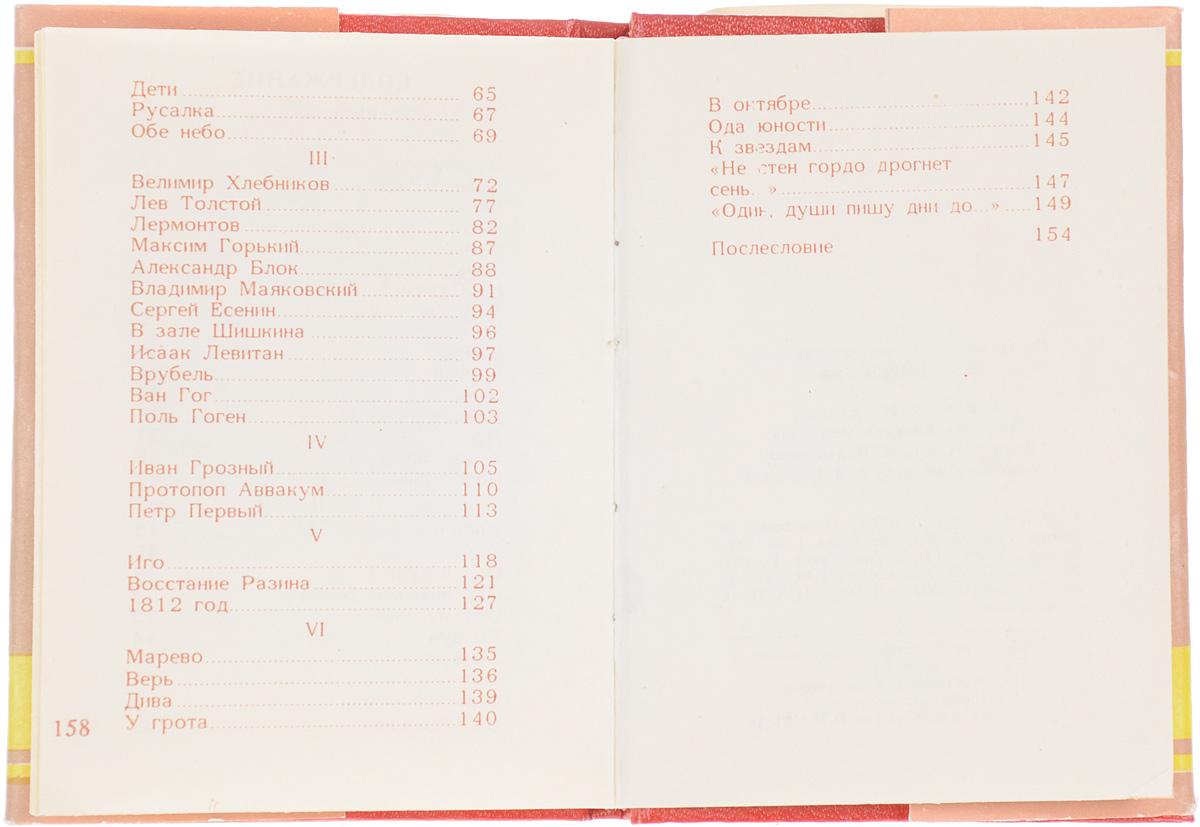 Дети 65
Русалка 67
Обе небо 69
III
Велимир Хлебников 72
Лев Толстой 77
Лермонтов 82
Максим Горький 87
Александр Блок 88
Владимир Маяковский 91
Сергей Есенин 94
В зале Шишкина 96
Исаак Левитан 97
Врубель 99
Ван Гог 102
Поль Гоген 103
IV
Иван Грозный 105
Протопоп Аввакум 110
Петр Первый 113
V
Иго 118
Восстание Разина 121
1812 год 127
VI
Марево 135
Верь 136
Дива 139
У грота 140
158
В октябре 142
Ода юности 144
К звездам 145
«Не стен гордо дрогнет
сень...» 147
«Один, души пишу дни до...» 149
Послесловие 154